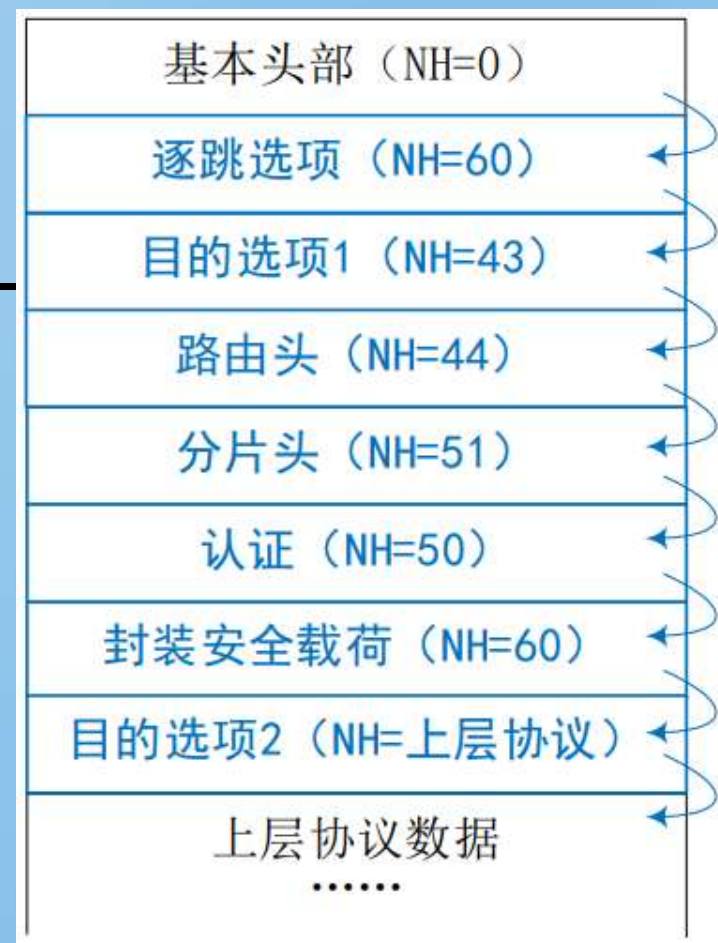 基本头部（NH=0）
逐跳选项（NH=60）
目的选项1（NH=43）
路由头（NH=44）
分片头（NH=51）
认证（NH=50）
封装安全载荷（NH=60）
目的选项2（NH=上层协议）
上层协议数据
……